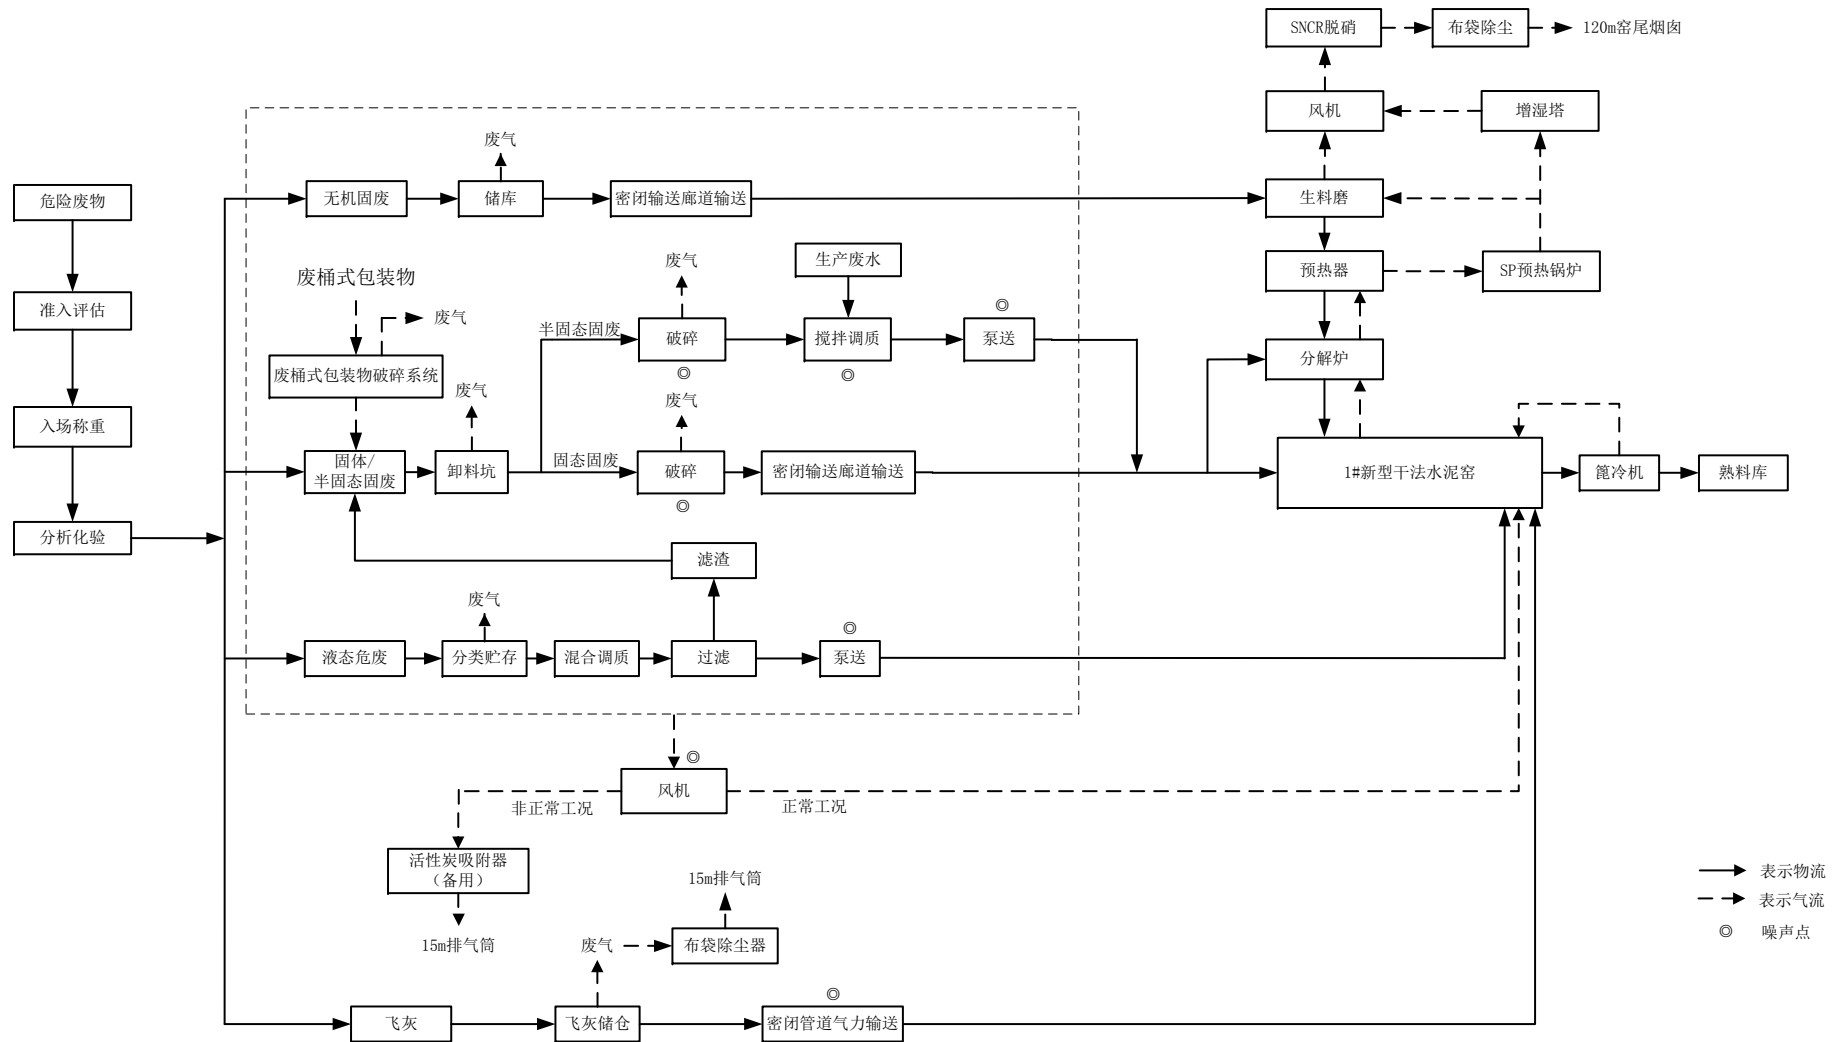 SNCR脱硝
布袋除尘
120m窑尾烟囱
风机
增湿塔
废气
危险废物
无机固废
储库
密闭输送廊道输送
生料磨
废气
生产废水
预热器
SP预热锅炉
废桶式包装物
准入评估
废气
半固态固废
破碎
搅拌调质
◎
泵送
分解炉
废桶式包装物破碎系统
◎
◎
废气
废气
入场称重
固体/
半固态固废
卸料坑
固态固废
破碎
密闭输送廊道输送
1#新型干法水泥窑
篦冷机
熟料库
◎
分析化验
滤渣
废气
液态危废
分类贮存
混合调质
过滤
◎
泵送
◎
风机
非正常工况
正常工况
活性炭吸附器
（备用）
15m排气筒
15m排气筒
废气
布袋除尘器
表示物流
表示气流
◎ 噪声点
飞灰
飞灰储仓
◎
密闭管道气力输送